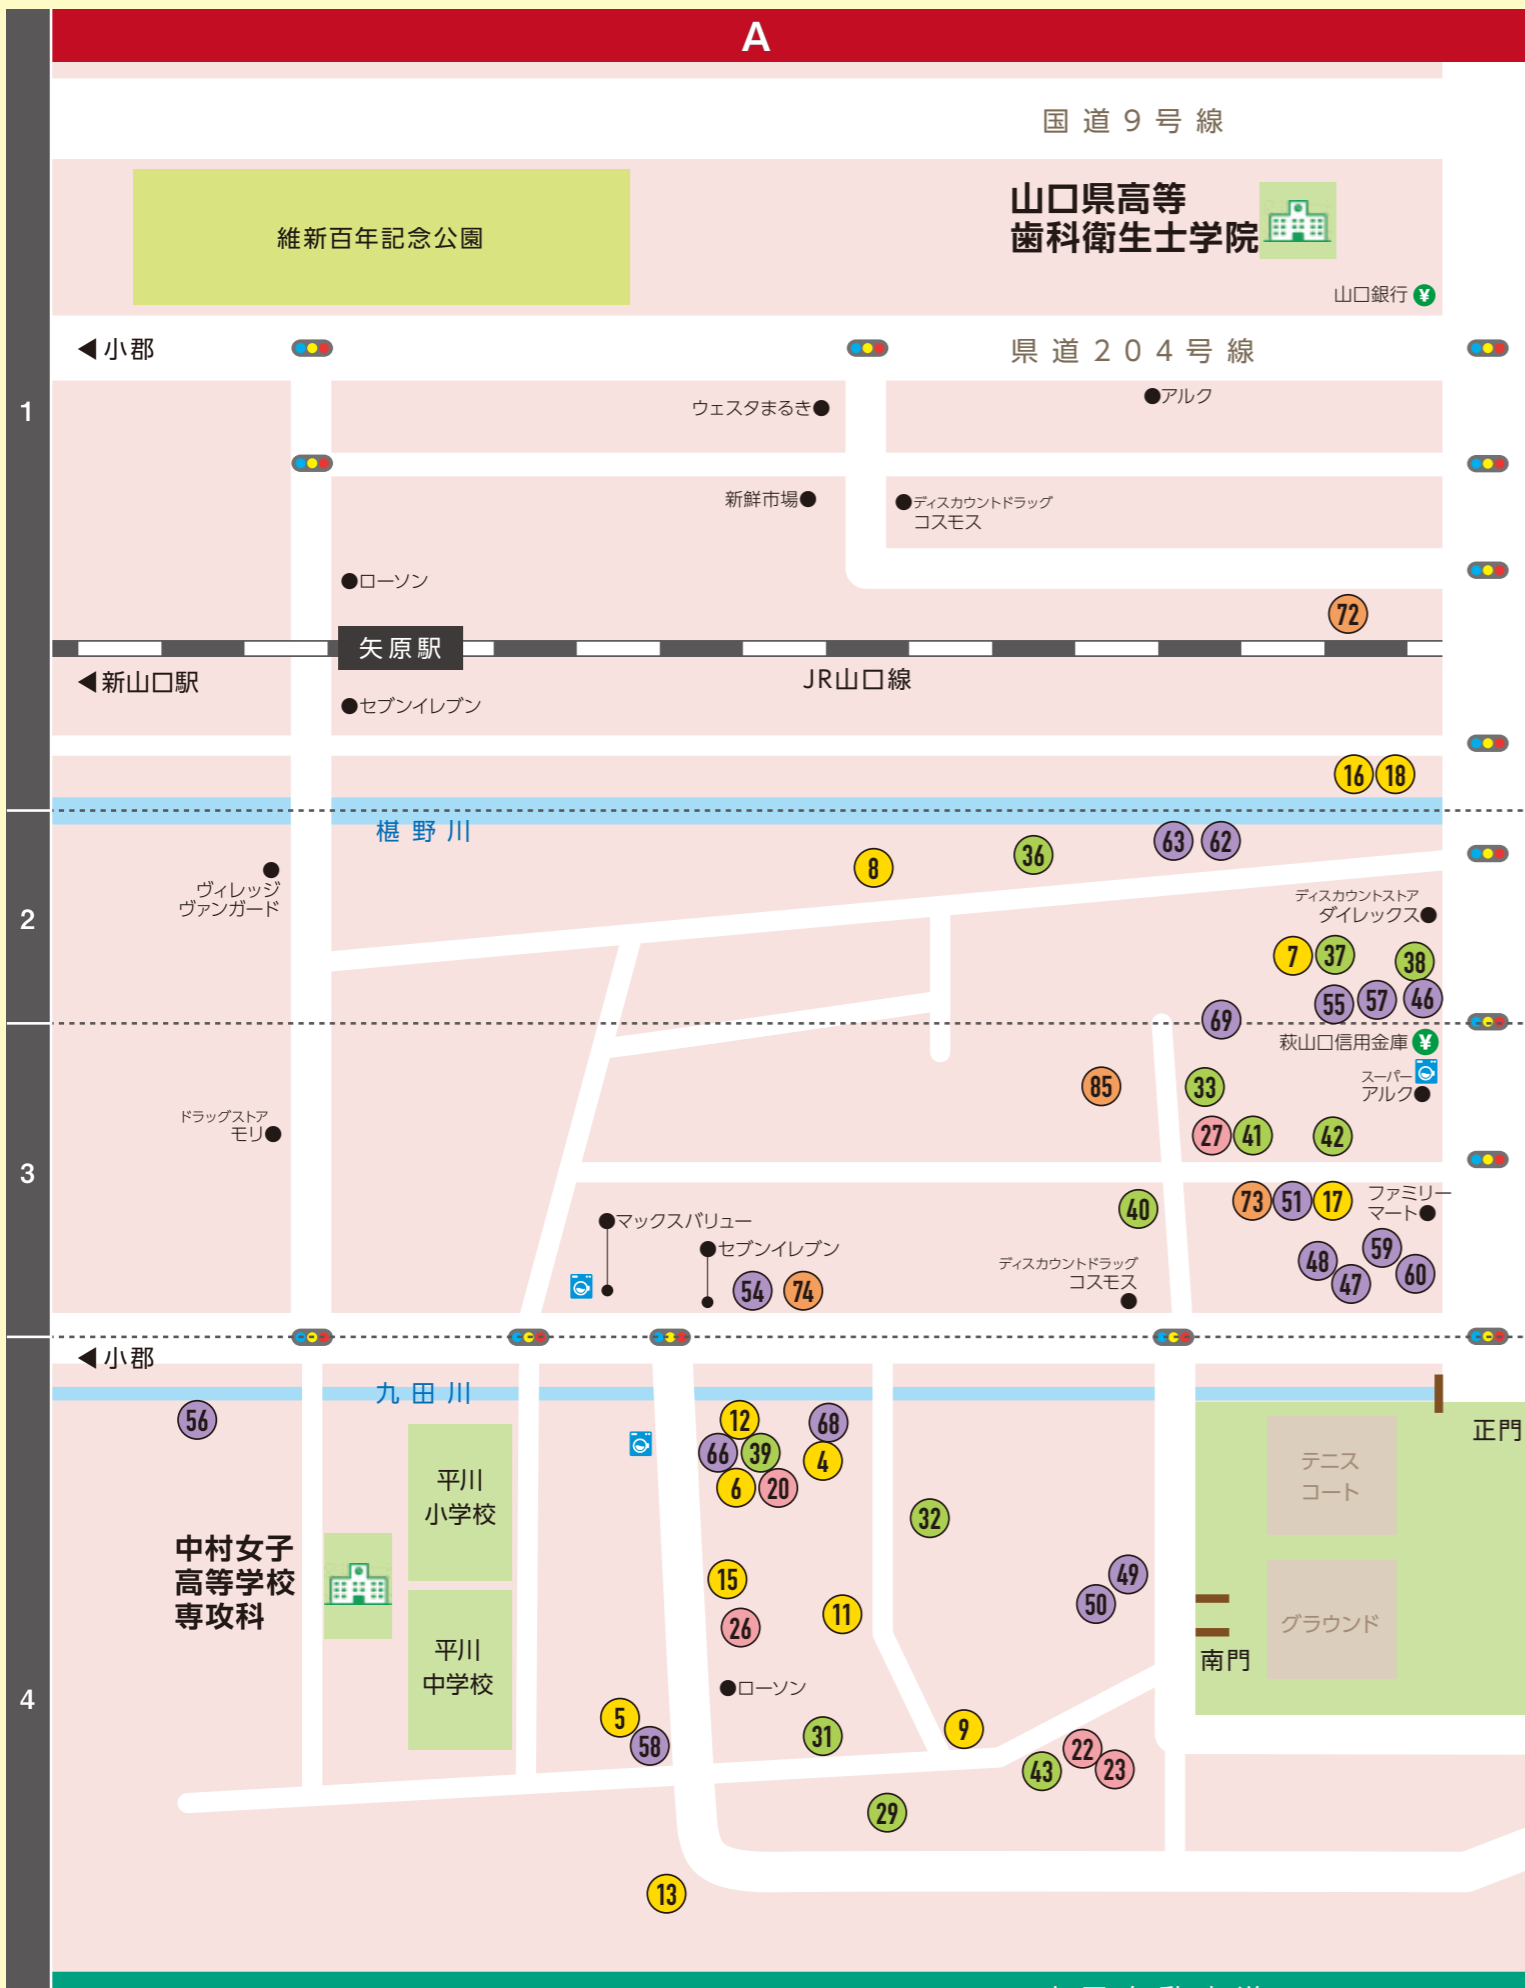 A
国道9号線
維新百年記念公園
山口県高等
歯科衛生士学院
山口銀行 ¥
◀小郡
県道204号線
1
ウェスタまるき●
●アルク
新鮮市場●
●ディスカウントドラッグ
コスモス
●ローソン
72
矢原駅
◀新山口駅
JR山口線
●セブンイレブン
16 18
椹野川
63 62
36
8
ヴィレッジ
ヴァンガード
2
ディスカウントストア
ダイレックス●
7 37 38
55 57 46
69
萩山口信用金庫 ¥
スーパー
アルク●
85 33
ドラッグストア
モリ●
27 41 42
3
73 51 17
ファミリー
マート●
40
●マックスバリュー
●セブンイレブン
48 47 59 60
ディスカウントドラッグ
コスモス
54 74
◀小郡
九田川
56
12 68
66 39 4
6 20
正門
テニス
コート
平川
小学校
32
中村女子
高等学校
専攻科
15
49
50
11
26
グラウンド
平川
中学校
南門
●ローソン
4
5
58
31
9
22
43 23
29
13